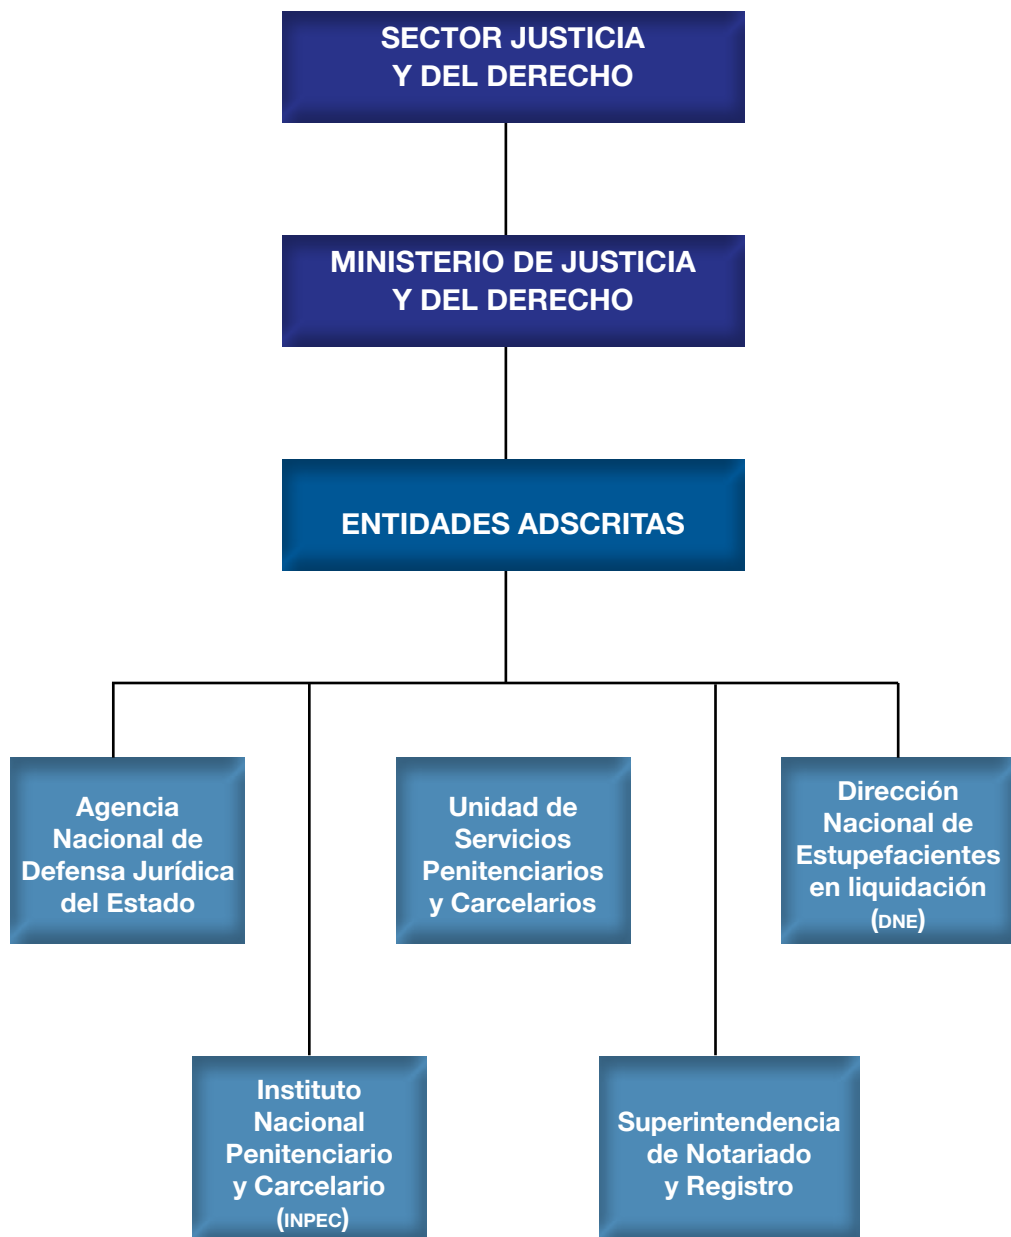 SECTOR JUSTICIA
Y DEL DERECHO
MINISTERIO DE JUSTICIA
Y DEL DERECHO
ENTIDADES ADSCRITAS
Agencia
Nacional de
Defensa Jurídica
del Estado
Unidad de
Servicios
Penitenciarios
y Carcelarios
Dirección
Nacional de
Estupefacientes
en liquidación
(DNE)
Instituto
Nacional
Penitenciario
y Carcelario
(INPEC)
Superintendencia
de Notariado
y Registro